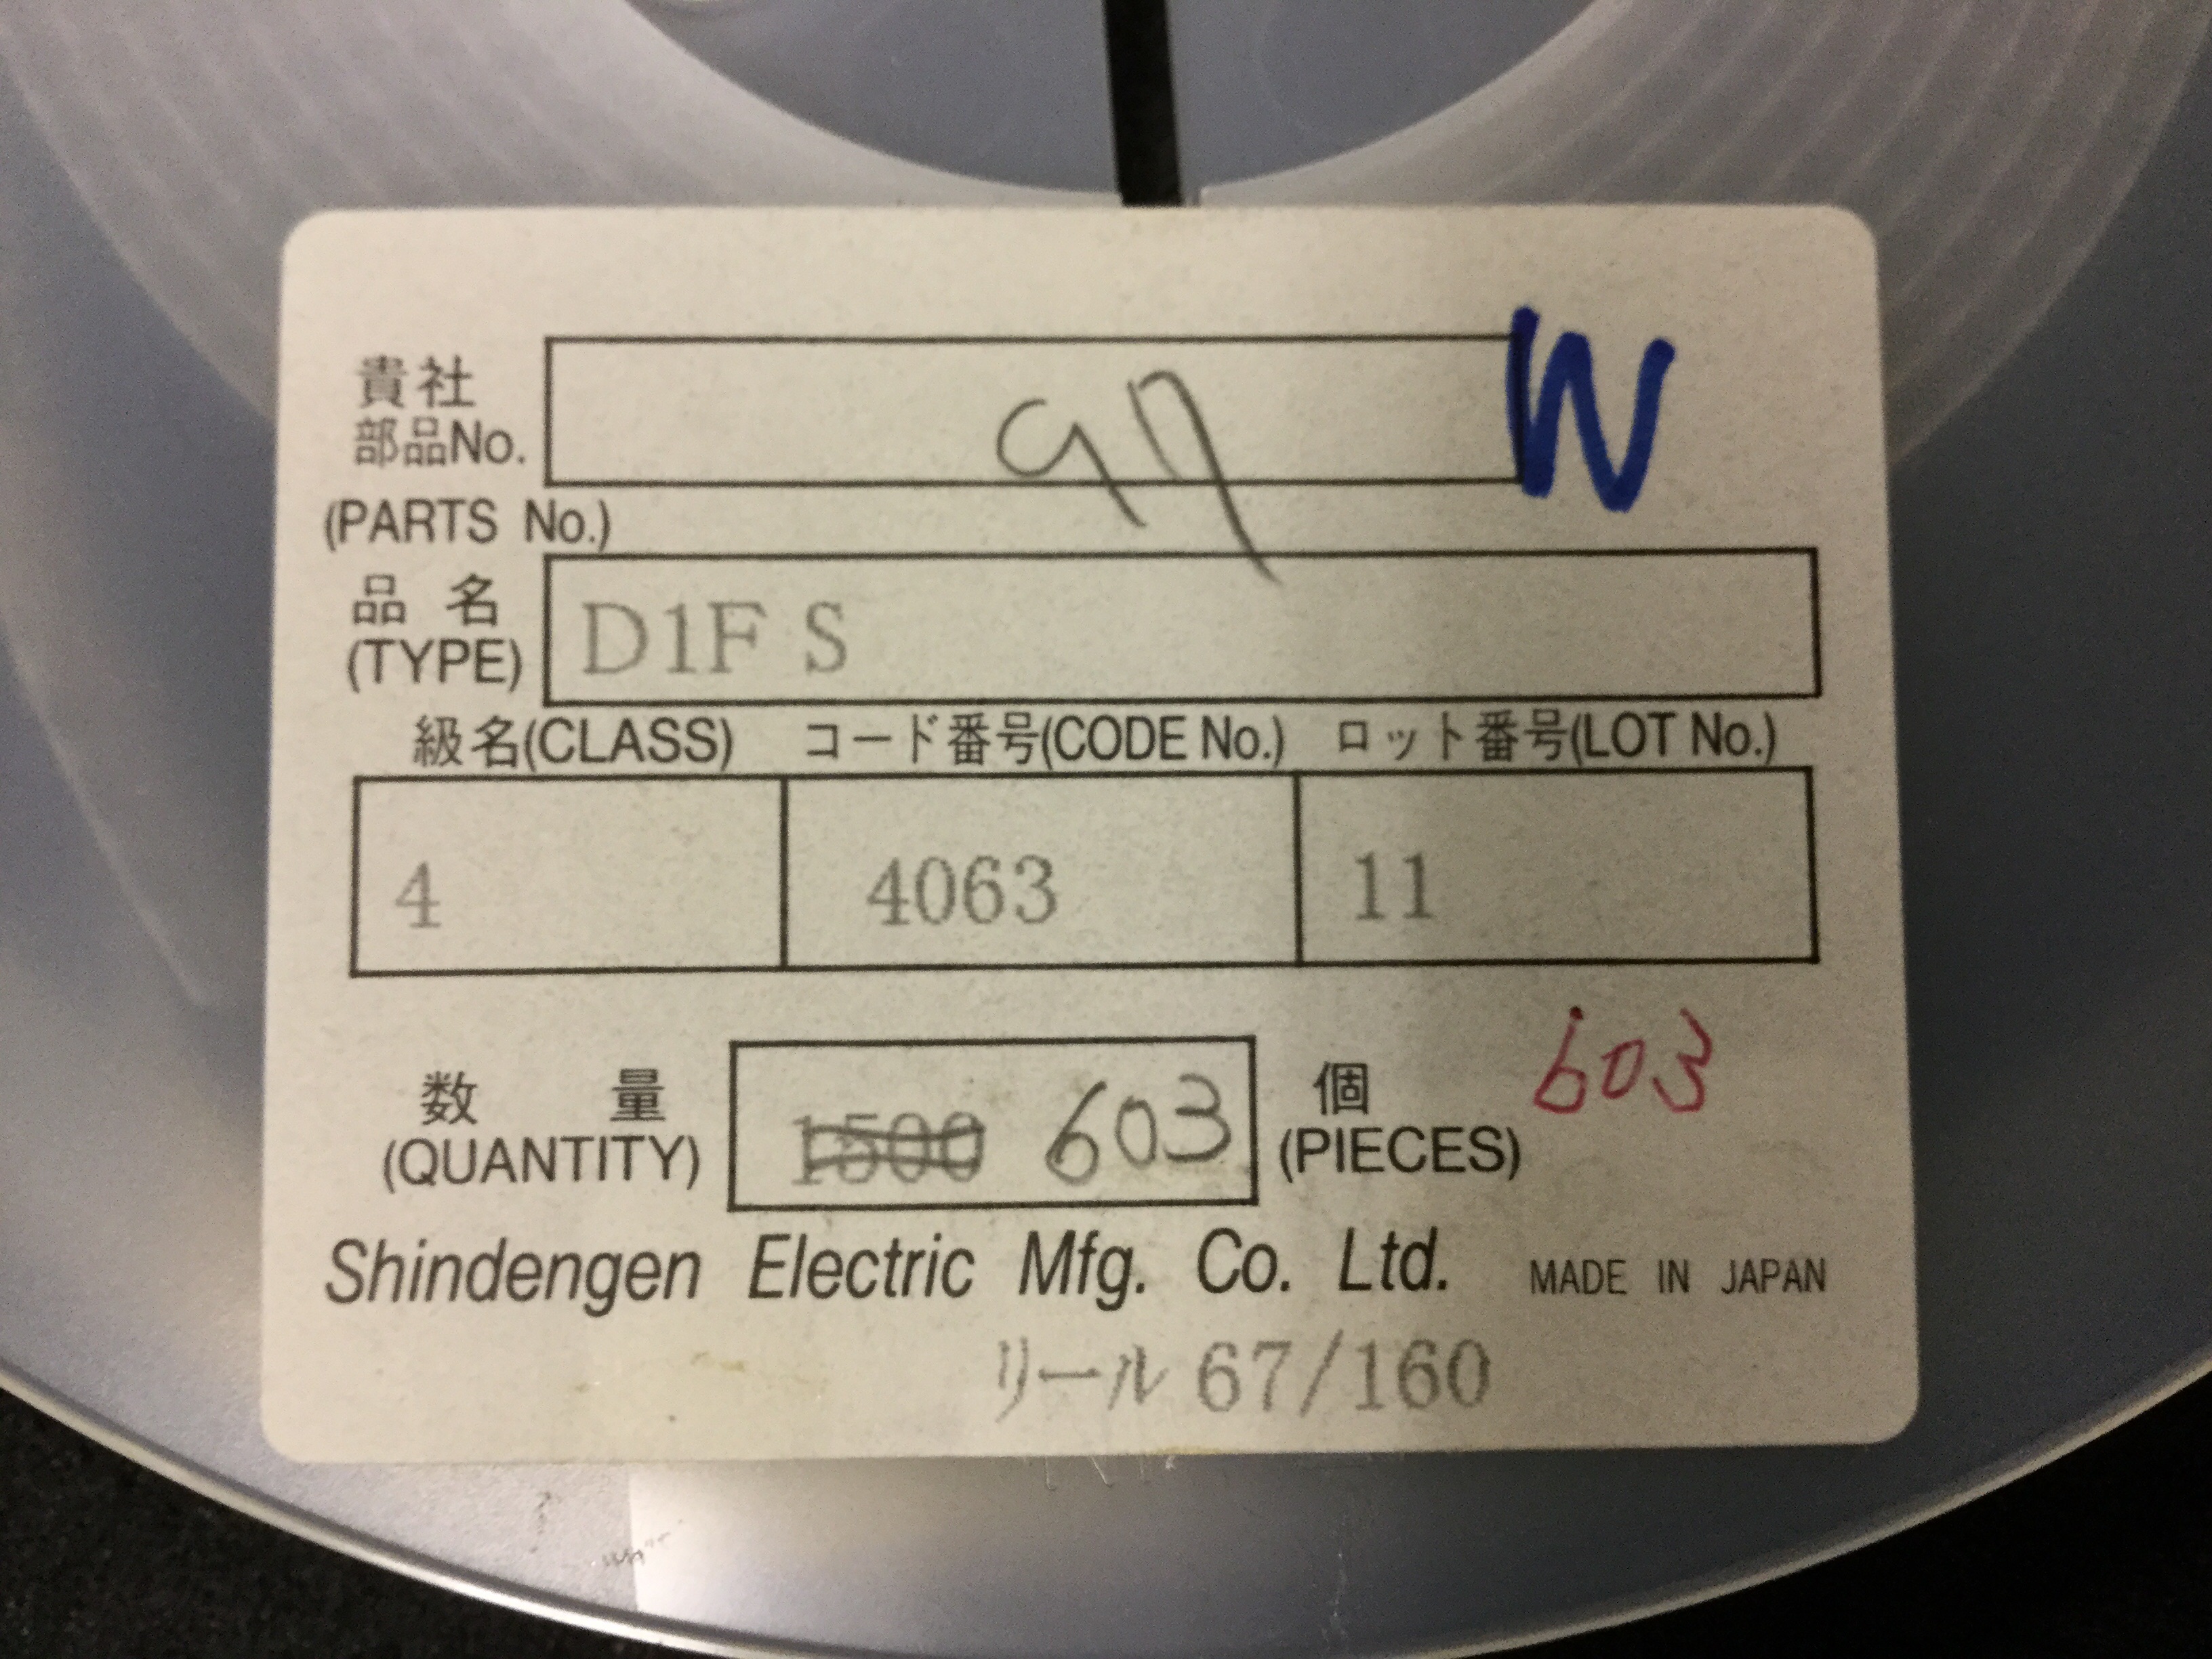 貴社
部品No.
(PARTS No.)
97
W
品名
(TYPE)
D1F S
級名(CLASS) コード番号(CODE No.) ロット番号(LOT No.)
4 4063 11
603
数量
(QUANTITY)
1500 603
個
(PIECES)
Shindengen Electric Mfg. Co. Ltd. MADE IN JAPAN
リール 67/160